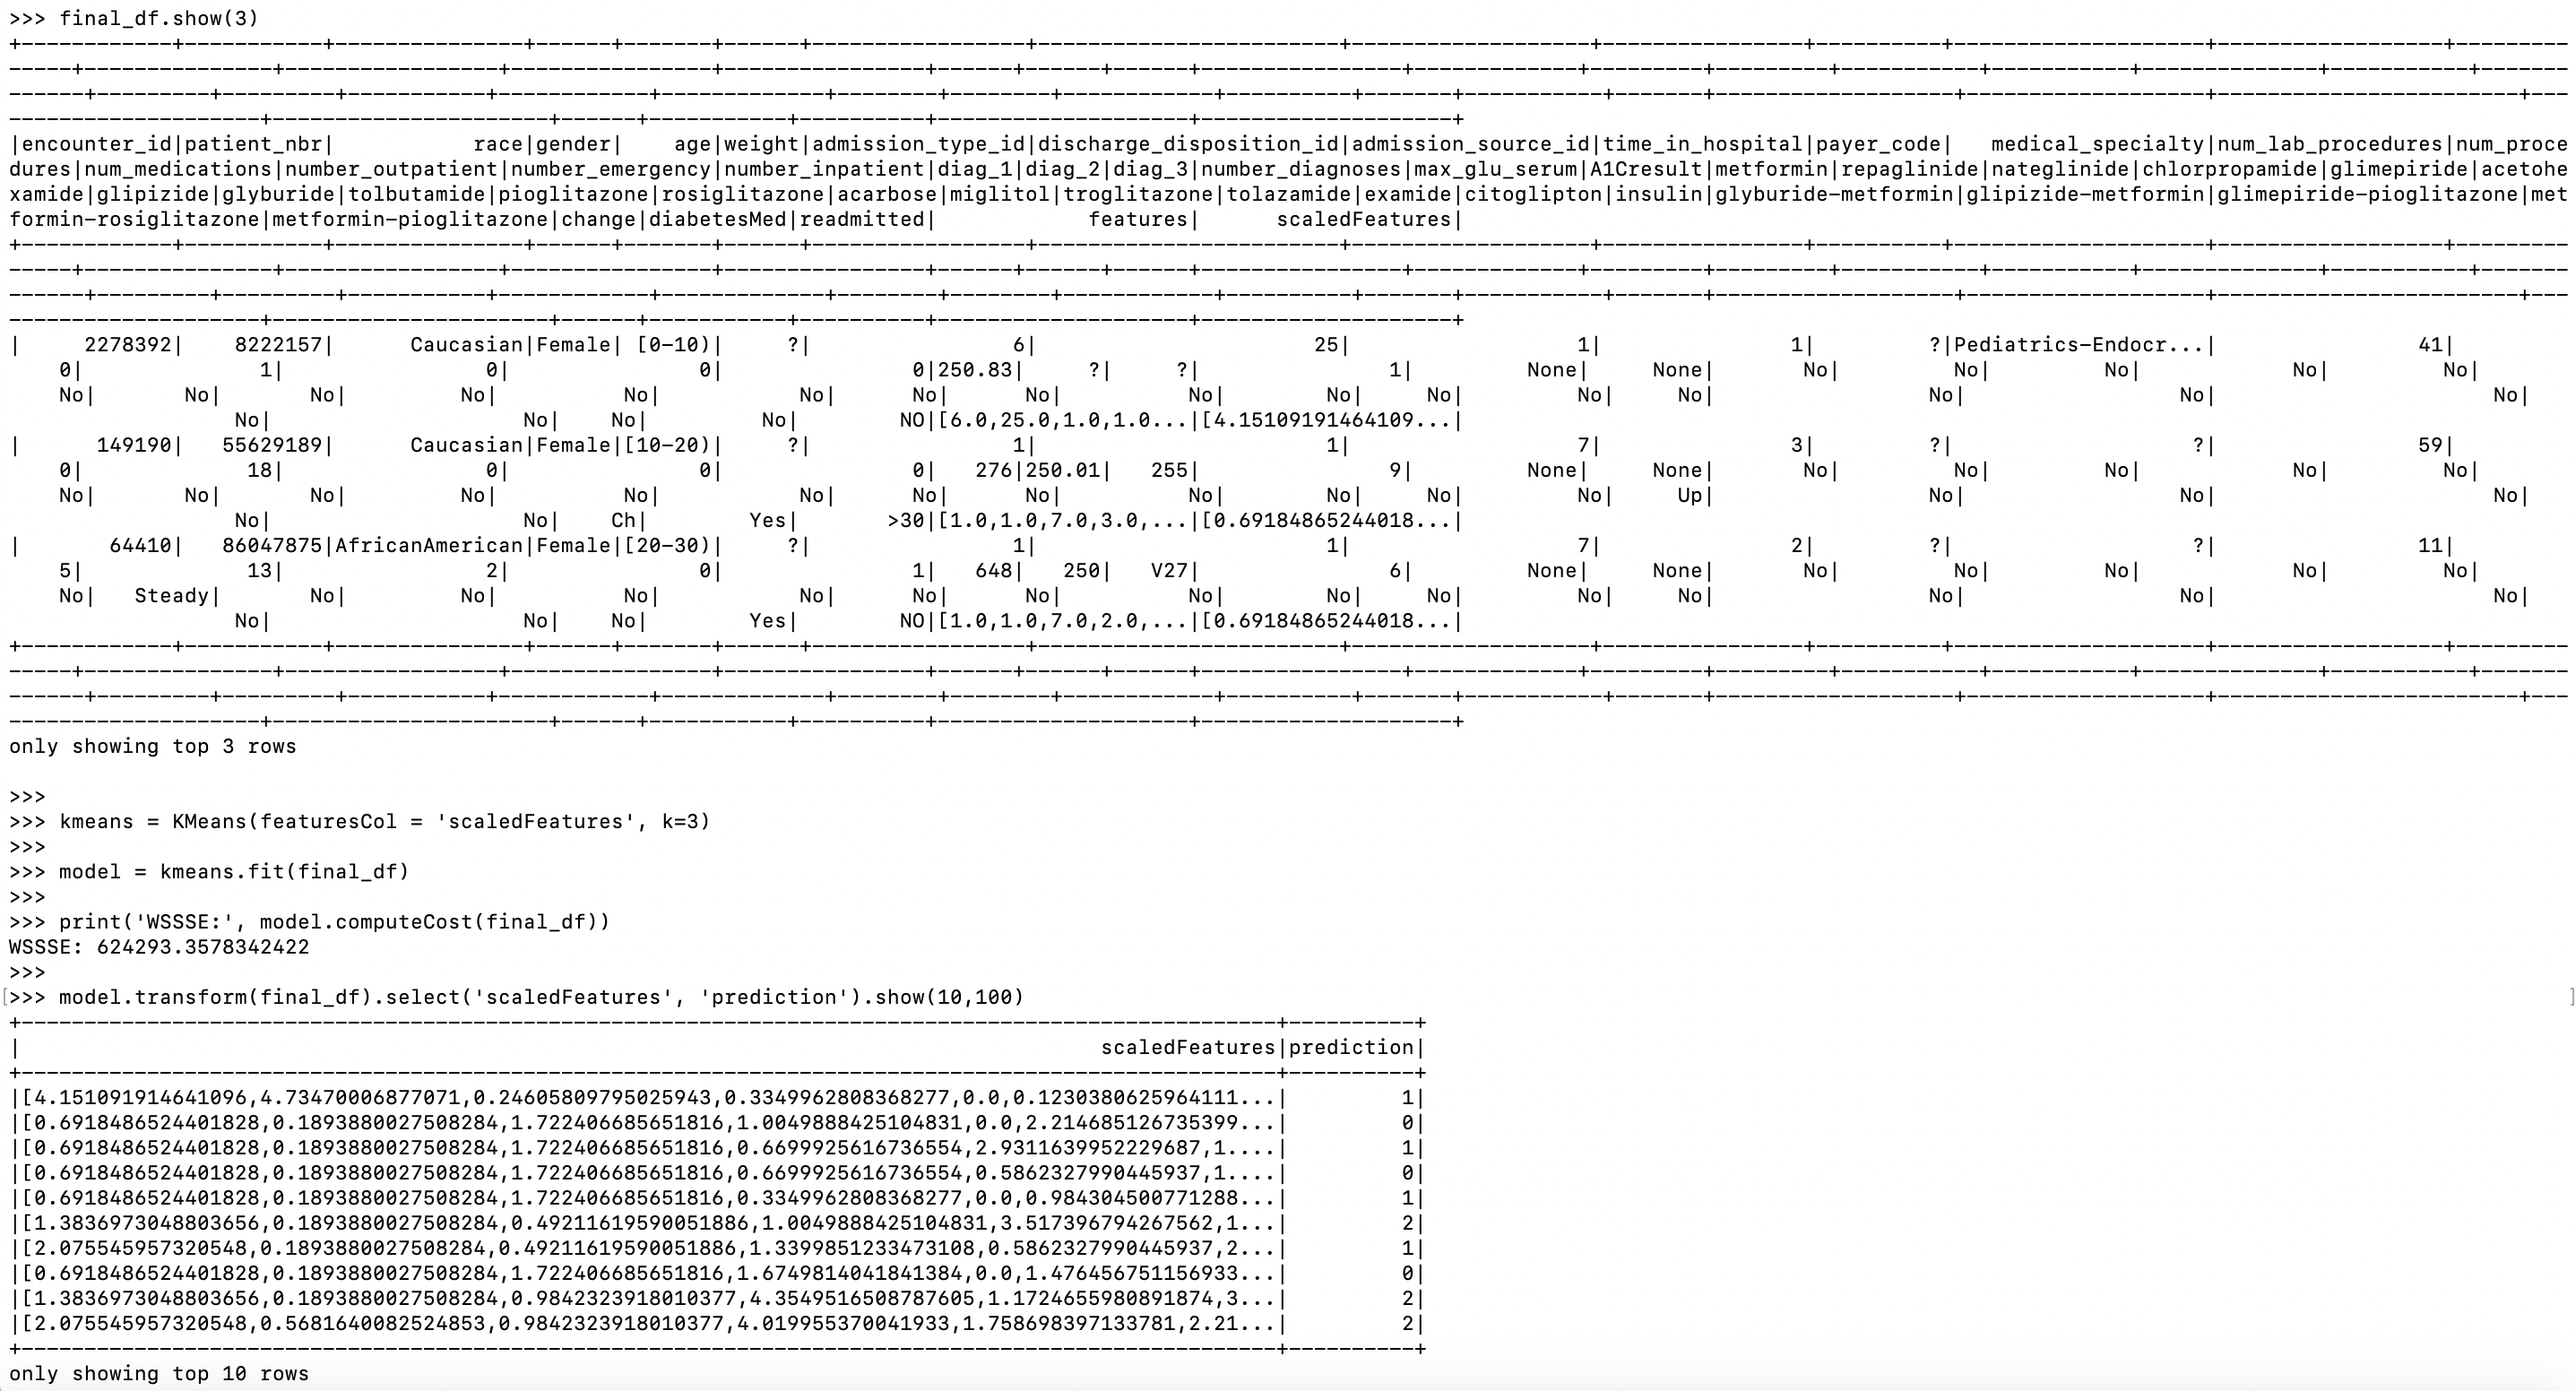 >>> final_df.show(3)
+------------+-----------+---------------+------+-------+------+-----------------+------------------------+-------------------+----------------+----------+--------------------+------------------+---------
-----+---------------+-----------------+----------------+----------------+------+------+------+----------------+-------------+---------+---------+-----------+-----------+--------------+-----------+-------
------+---------+---------+-----------+------------+-------------+--------+--------+------------+----------+-------+-----------+-------+-------------------+-------------------+------------------------+---
--------------------+----------------------+------+-----------+----------+--------------------+--------------------+
|encounter_id|patient_nbr|           race|gender|    age|weight|admission_type_id|discharge_disposition_id|admission_source_id|time_in_hospital|payer_code|   medical_specialty|num_lab_procedures|num_proce
dures|num_medications|number_outpatient|number_emergency|number_inpatient|diag_1|diag_2|diag_3|number_diagnoses|max_glu_serum|A1Cresult|metformin|repaglinide|nateglinide|chlorpropamide|glimepiride|acetohe
xamide|glipizide|glyburide|tolbutamide|pioglitazone|rosiglitazone|acarbose|miglitol|troglitazone|tolazamide|examide|citoglipton|insulin|glyburide-metformin|glipizide-metformin|glimepiride-pioglitazone|met
formin-rosiglitazone|metformin-pioglitazone|change|diabetesMed|readmitted|            features|      scaledFeatures|
+------------+-----------+---------------+------+-------+------+-----------------+------------------------+-------------------+----------------+----------+--------------------+------------------+---------
-----+---------------+-----------------+----------------+----------------+------+------+------+----------------+-------------+---------+---------+-----------+-----------+--------------+-----------+-------
------+---------+---------+-----------+------------+-------------+--------+--------+------------+----------+-------+-----------+-------+-------------------+-------------------+------------------------+---
--------------------+----------------------+------+-----------+----------+--------------------+--------------------+
|     2278392|    8222157|      Caucasian|Female| [0-10)|     ?|                6|                      25|                  1|               1|         ?|Pediatrics-Endocr...|                41|
    0|              1|                0|               0|               0|250.83|     ?|     ?|               1|         None|     None|       No|         No|         No|            No|         No|
    No|       No|       No|         No|          No|           No|      No|      No|          No|        No|     No|         No|     No|                 No|                 No|                      No|
                  No|                    No|    No|         No|        NO|[6.0,25.0,1.0,1.0...|[4.15109191464109...|
|      149190|   55629189|      Caucasian|Female|[10-20)|     ?|                1|                       1|                  7|               3|         ?|                   ?|                59|
    0|             18|                0|               0|               0|   276|250.01|   255|               9|         None|     None|       No|         No|         No|            No|         No|
    No|       No|       No|         No|          No|           No|      No|      No|          No|        No|     No|         No|     Up|                 No|                 No|                      No|
                  No|                    No|    Ch|        Yes|       >30|[1.0,1.0,7.0,3.0,...|[0.69184865244018...|
|       64410|   86047875|AfricanAmerican|Female|[20-30)|     ?|                1|                       1|                  7|               2|         ?|                   ?|                11|
    5|             13|                2|               0|               1|   648|   250|   V27|               6|         None|     None|       No|         No|         No|            No|         No|
    No|   Steady|       No|         No|          No|           No|      No|      No|          No|        No|     No|         No|     No|                 No|                 No|                      No|
                  No|                    No|    No|        Yes|        NO|[1.0,1.0,7.0,2.0,...|[0.69184865244018...|
+------------+-----------+---------------+------+-------+------+-----------------+------------------------+-------------------+----------------+----------+--------------------+------------------+---------
-----+---------------+-----------------+----------------+----------------+------+------+------+----------------+-------------+---------+---------+-----------+-----------+--------------+-----------+-------
------+---------+---------+-----------+------------+-------------+--------+--------+------------+----------+-------+-----------+-------+-------------------+-------------------+------------------------+---
--------------------+----------------------+------+-----------+----------+--------------------+--------------------+
only showing top 3 rows
>>>
>>> kmeans = KMeans(featuresCol = 'scaledFeatures', k=3)
>>>
>>> model = kmeans.fit(final_df)
>>>
>>> print('WSSSE:', model.computeCost(final_df))
WSSSE: 624293.3578342422
>>>
[>>> model.transform(final_df).select('scaledFeatures', 'prediction').show(10,100) ]
+----------------------------------------------------------------------------------------------------+----------+
|                                                                                      scaledFeatures|prediction|
+----------------------------------------------------------------------------------------------------+----------+
|[4.151091914641096,4.73470006877071,0.24605809795025943,0.3349962808368277,0.0,0.1230380625964111...|         1|
|[0.6918486524401828,0.1893880027508284,1.722406685651816,1.0049888425104831,0.0,2.214685126735399...|         0|
|[0.6918486524401828,0.1893880027508284,1.722406685651816,0.6699925616736554,2.9311639952229687,1....|         1|
|[0.6918486524401828,0.1893880027508284,1.722406685651816,0.6699925616736554,0.5862327990445937,1....|         0|
|[0.6918486524401828,0.1893880027508284,1.722406685651816,0.3349962808368277,0.0,0.984304500771288...|         1|
|[1.3836973048803656,0.1893880027508284,0.49211619590051886,1.0049888425104831,3.517396794267562,1...|         2|
|[2.075545957320548,0.1893880027508284,0.49211619590051886,1.3399851233473108,0.5862327990445937,2...|         1|
|[0.6918486524401828,0.1893880027508284,1.722406685651816,1.6749814041841384,0.0,1.476456751156933...|         0|
|[1.3836973048803656,0.1893880027508284,0.9842323918010377,4.3549516508787605,1.1724655980891874,3...|         2|
|[2.075545957320548,0.5681640082524853,0.9842323918010377,4.019955370041933,1.758698397133781,2.21...|         2|
+----------------------------------------------------------------------------------------------------+----------+
only showing top 10 rows